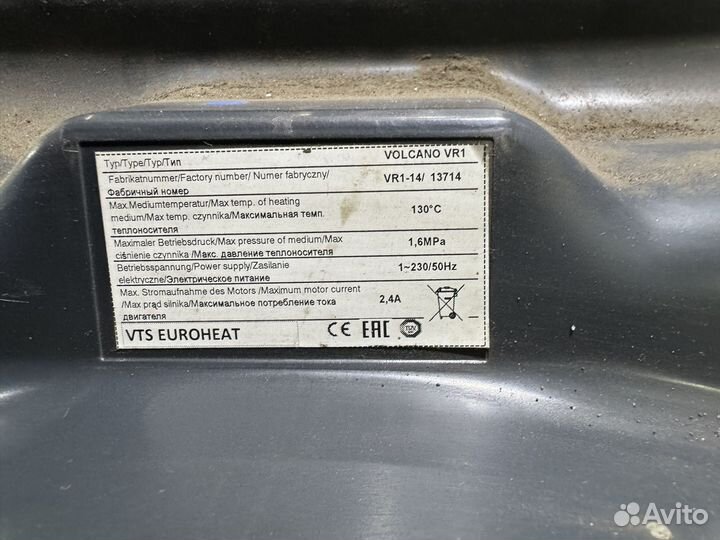 Typ/Type/Typ/Тип VOLCANO VR1
Fabrikatnummer/Factory number/ Numer fabryczny/
Фабричный номер VR1-14/ 13714
Max.Mediumtemperatur/Max temp. of heating
medium/Max temp. czynnika/Максимальная темп.
теплоносителя 130°C
Maximaler Betriebsdruck/Max pressure of medium/Max
ciśnienie czynnika /Макс. давление теплоносителя 1,6MPa
Betriebsspannung/Power supply/Zasilanie
elektryczne/Электрическое питание 1~230/50Hz
Max. Stromaufnahme des Motors /Maximum motor current
/Max prąd silnika/Максимальное потребление тока
двигателя 2,4A
VTS EUROHEAT CE EAC TÜV
Avito